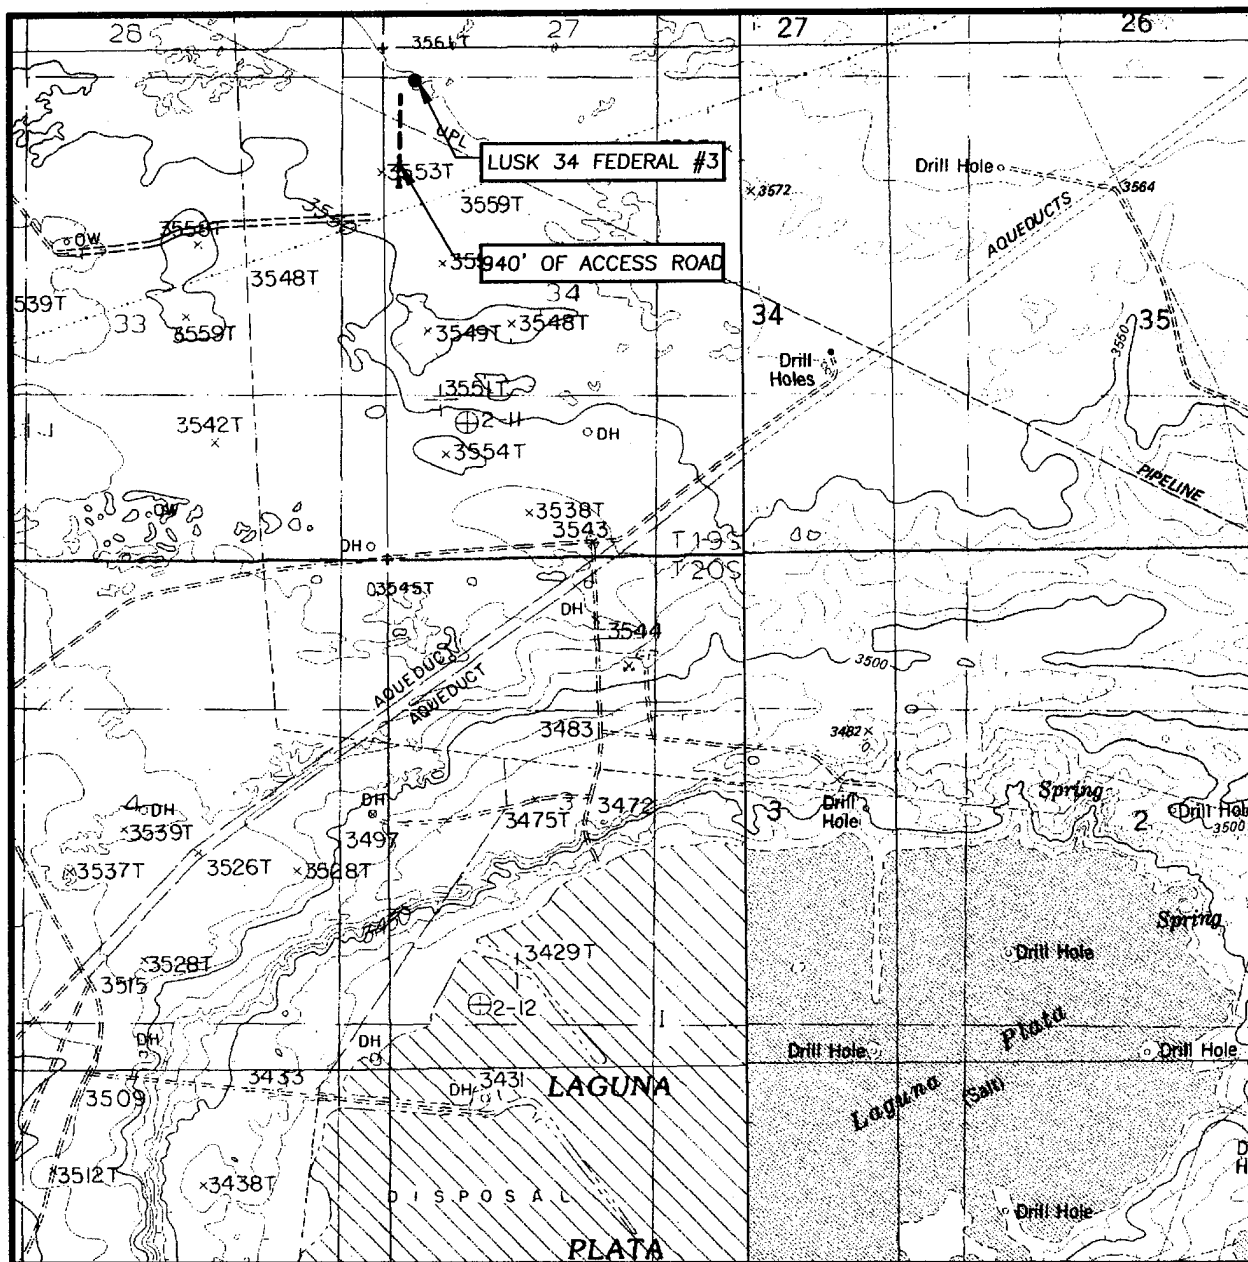 28
27
27
26
3561T
UPL
LUSK 34 FEDERAL #3
3553T
3572
Drill Hole
3564
3559T
AQUEDUCTS
OW
3558T
940' OF ACCESS ROAD
3548T
34
34
35
33
3559T
3549T
3548T
3550
Drill
Holes
3551T
2-11
DH
3542T
3554T
PIPELINE
OW
3538T
3543
DH
T19S
T20S
3545T
DH
3544
3500
AQUEDUCT
AQUEDUCT
3483
3482
4
DH
DH
3
3472
3
Drill
Hole
Spring
2
Drill Hole
3500
3539T
3497
3475T
3537T
3526T
3528T
3450
Spring
3528T
3429T
Drill Hole
3515
2-12
Plata
DH
DH
Drill Hole
Drill Hole
3433
3431
DH
LAGUNA
Laguna
(Salt)
3509
3512T
3438T
DISPOSAL
Drill Hole
PLATA